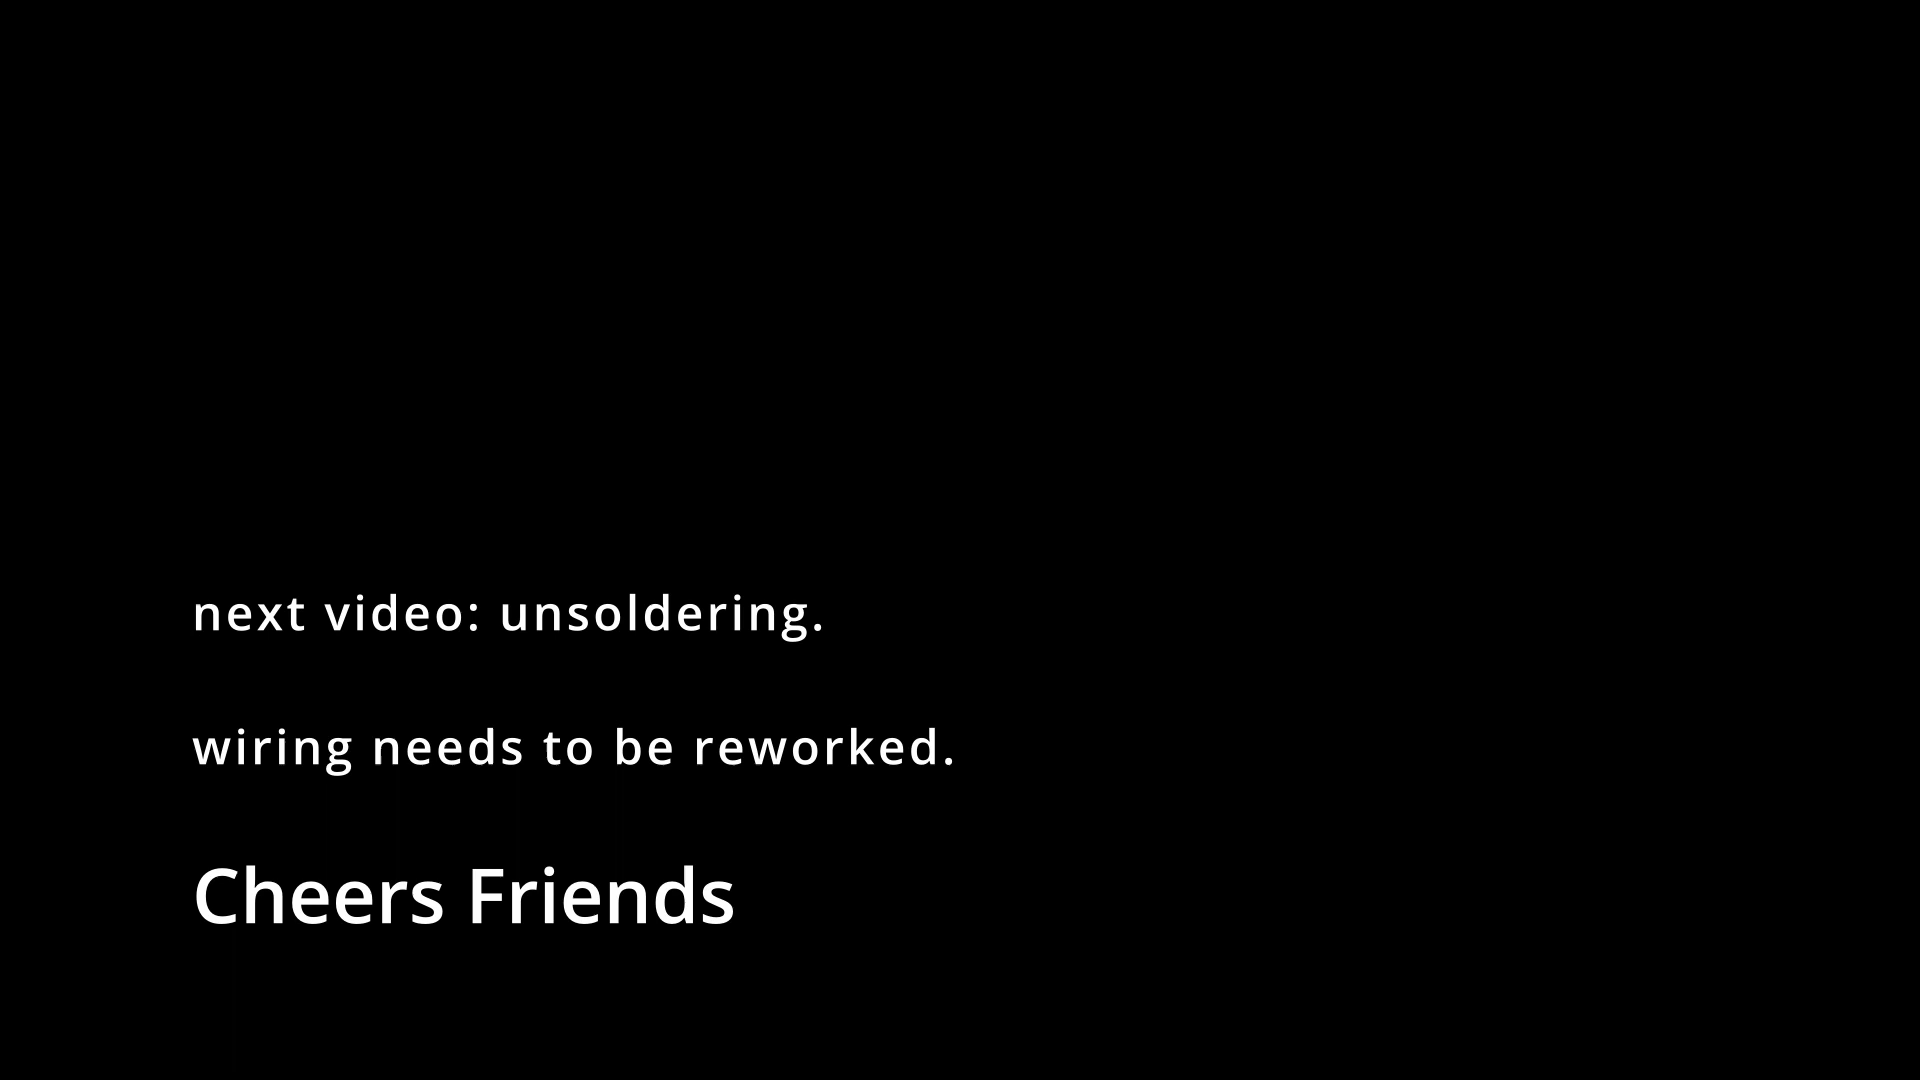 next video: unsoldering.
wiring needs to be reworked.
Cheers Friends